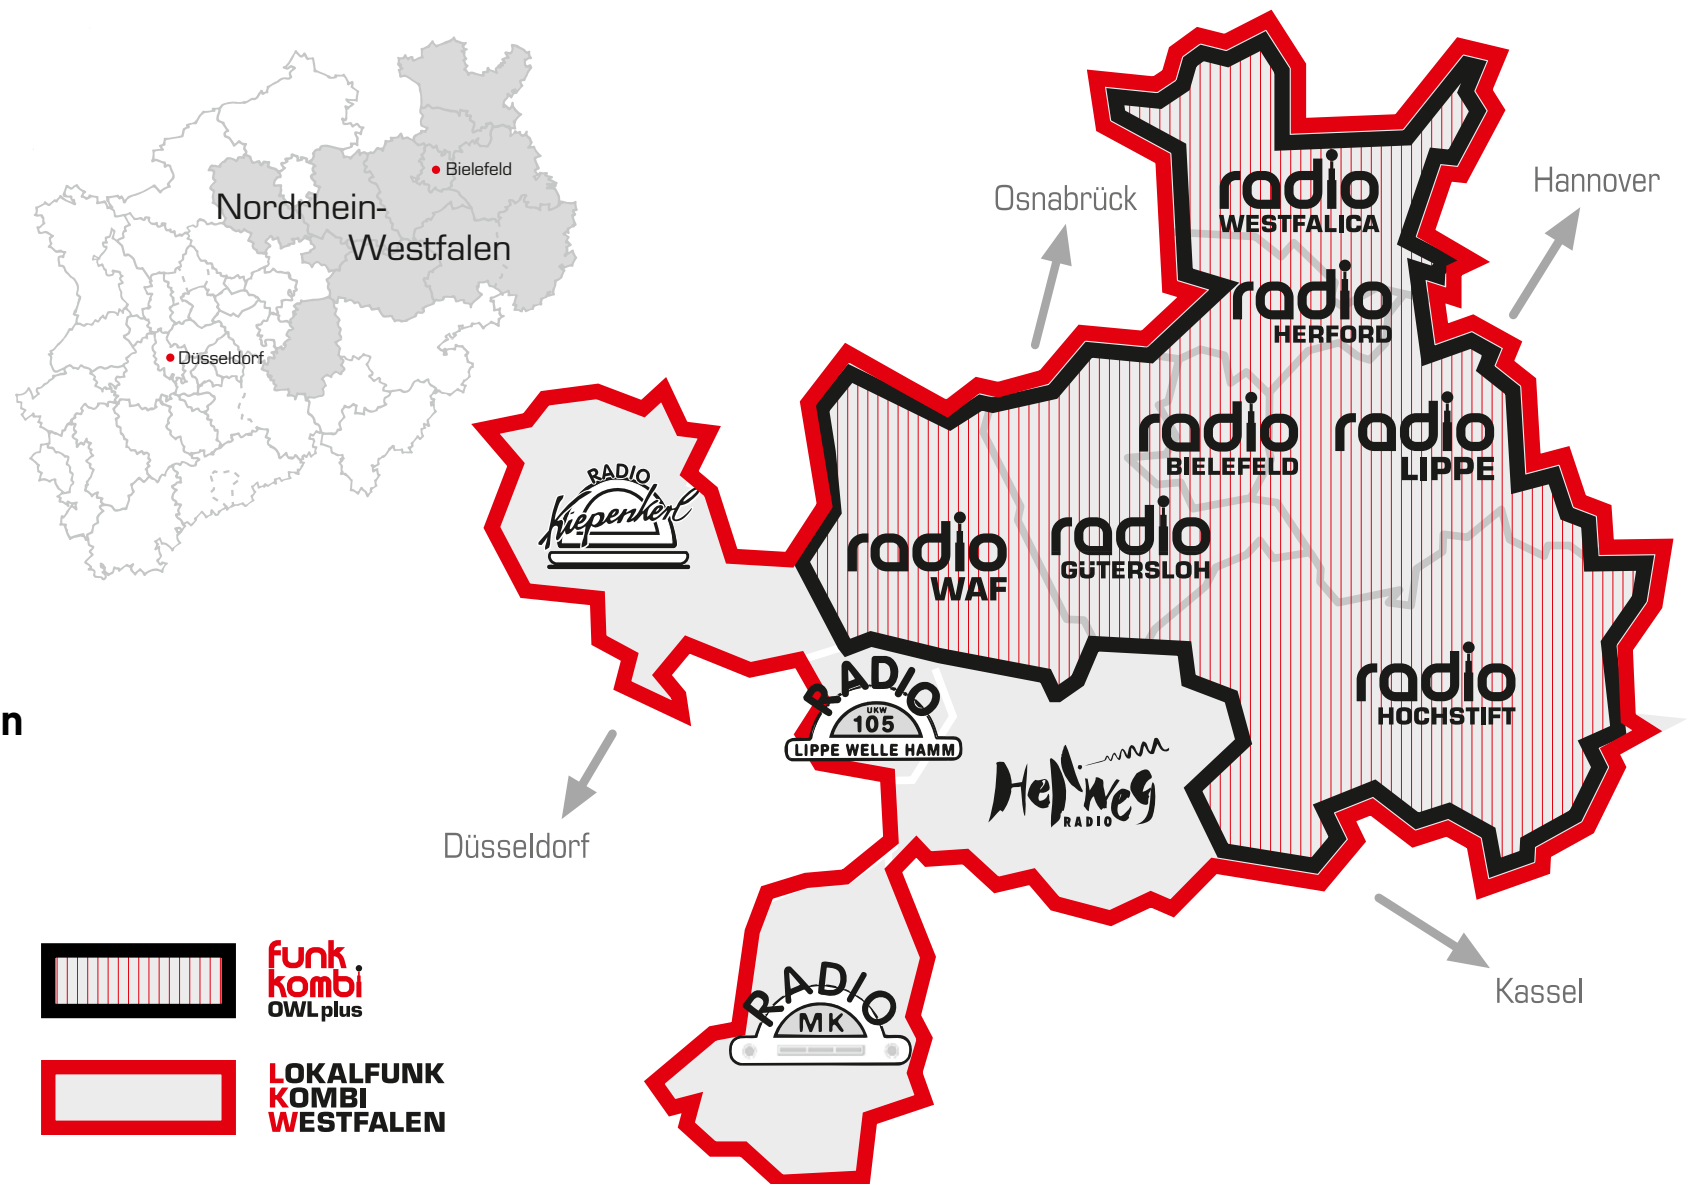 Bielefeld
Nordrhein-
Westfalen
Düsseldorf
Osnabrück
Hannover
radio
WESTFALICA
radio
HERFORD
radio
BIELEFELD
radio
LIPPE
RADIO
Kiepenkerl
radio
WAF
radio
GÜTERSLOH
radio
HOCHSTIFT
RADIO
UKW
105
LIPPE WELLE HAMM
Hellweg
RADIO
n
Düsseldorf
Kassel
RADIO
MK
funk
kombi
OWL plus
LOKALFUNK
KOMBI
WESTFALEN